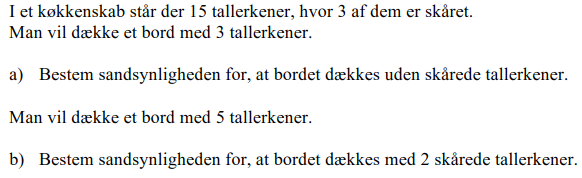 I et køkkenskab står der 15 tallerkener, hvor 3 af dem er skåret.
Man vil dække et bord med 3 tallerkener.
a) Bestem sandsynligheden for, at bordet dækkes uden skårede tallerkener.
Man vil dække et bord med 5 tallerkener.
b) Bestem sandsynligheden for, at bordet dækkes med 2 skårede tallerkener.